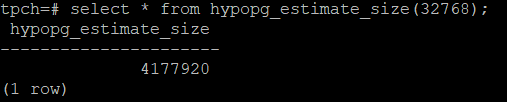 tpch=# select * from hypopg_estimate_size(32768);
hypopg_estimate_size
----------------------
4177920
(1 row)